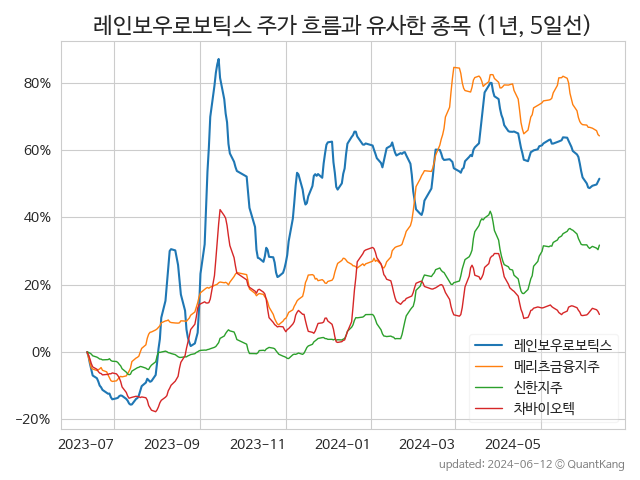 레인보우로보틱스 주가 흐름과 유사한 종목 (1년, 5일선)
80%
60%
40%
20%
0%
−20%
2023-07
2023-09
2023-11
2024-01
2024-03
2024-05
레인보우로보틱스
메리츠금융지주
신한지주
차바이오텍
updated: 2024-06-12 © QuantKang